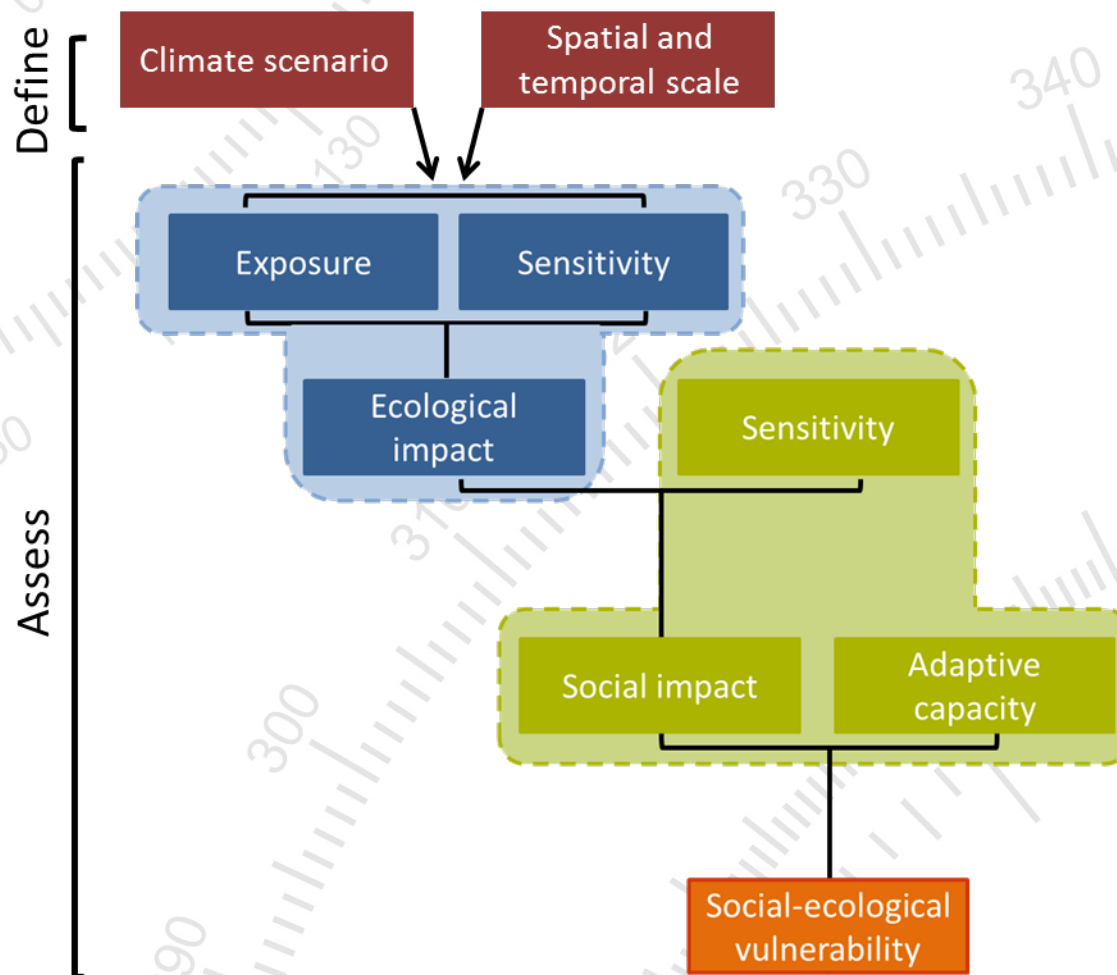 Define
Climate scenario
Spatial and
temporal scale
340
130
330
Exposure
Sensitivity
Ecological
impact
Sensitivity
Assess
Social impact
Adaptive
capacity
300
Social-ecological
vulnerability